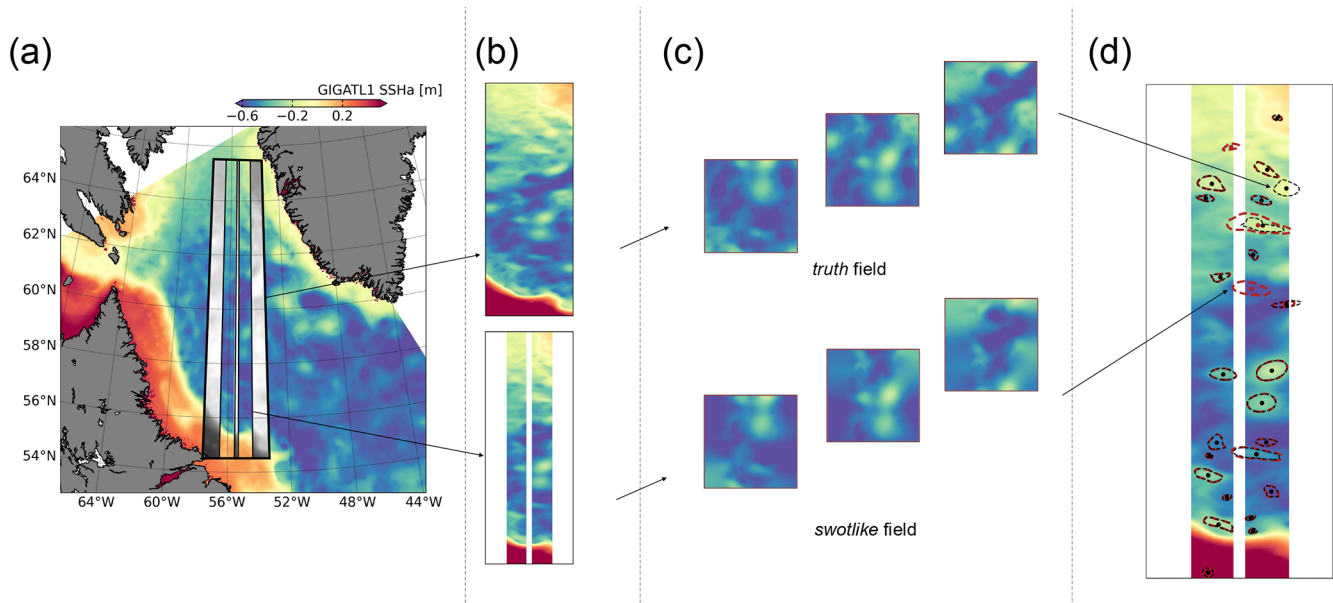 (a)
(b)
(c)
(d)
GIGATL1 SSHa [m]
−0.6 −0.2 0.2
64°N
62°N
60°N
58°N
56°N
54°N
64°W 60°W 56°W 52°W 48°W 44°W
truth field
swotlike field